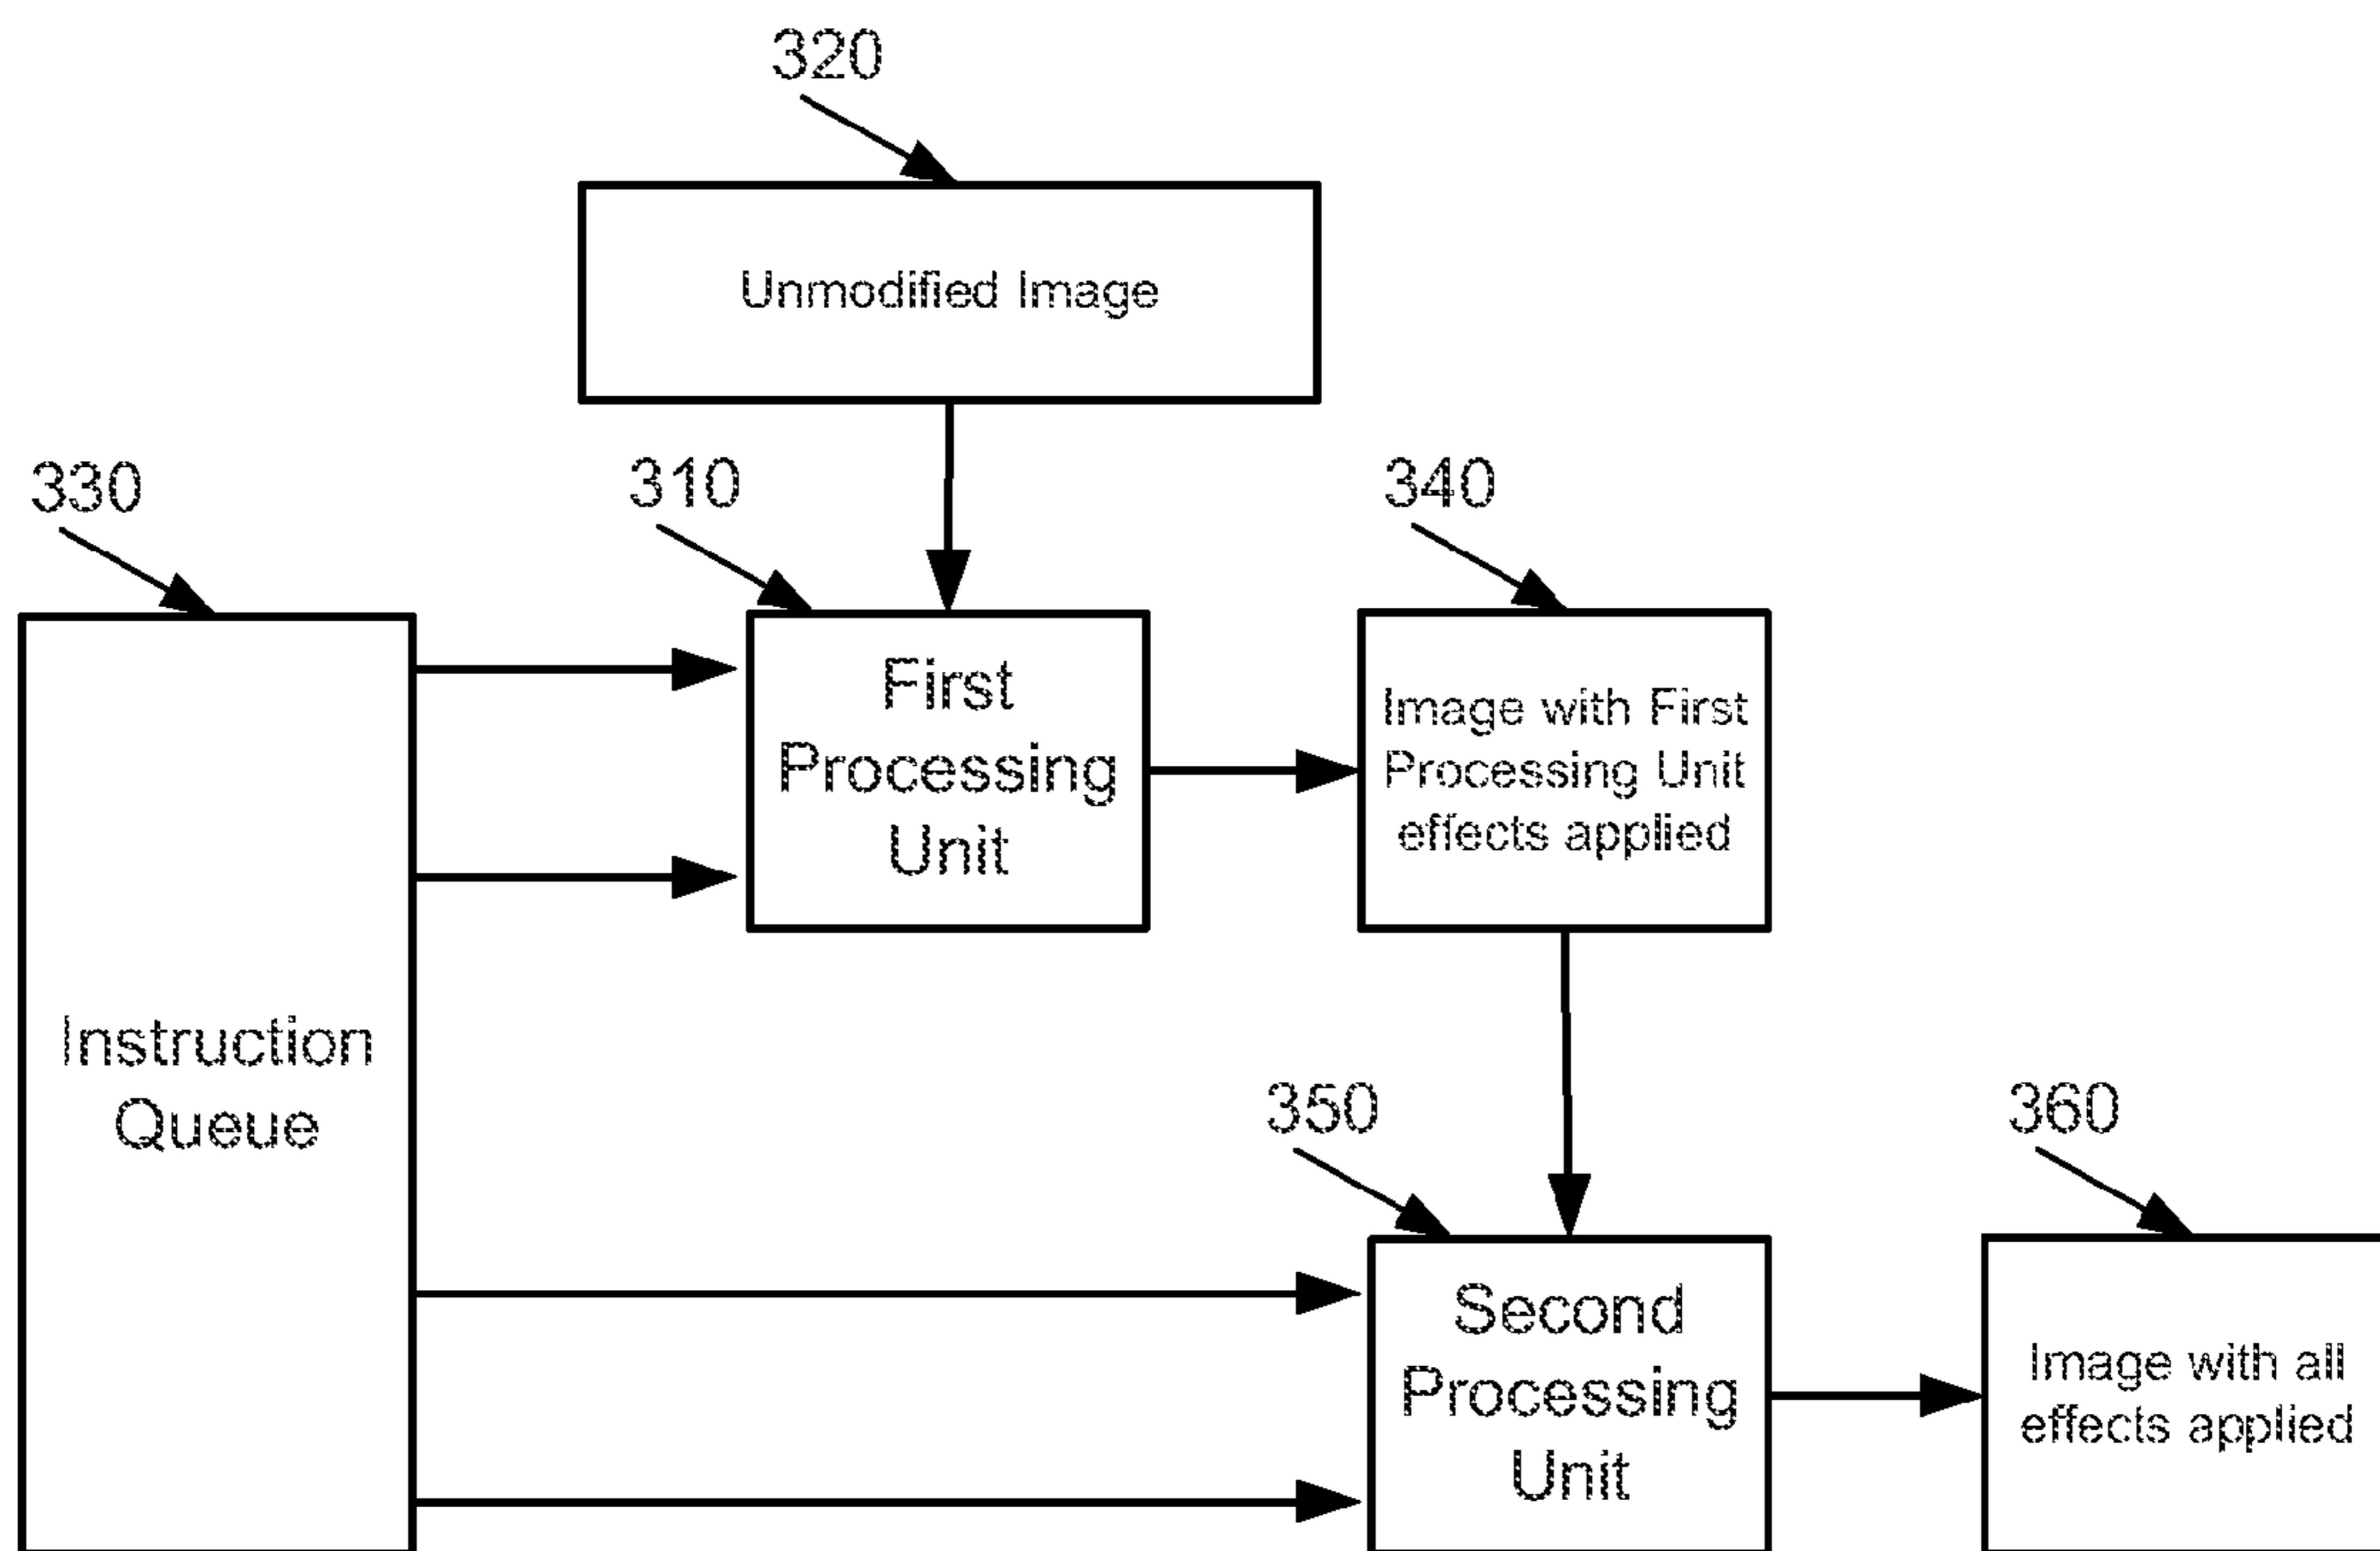 320
Unmodified Image
330
310
340
First
Processing
Unit
Image with First
Processing Unit
effects applied
Instruction
Queue
350
360
Second
Processing
Unit
Image with all
effects applied